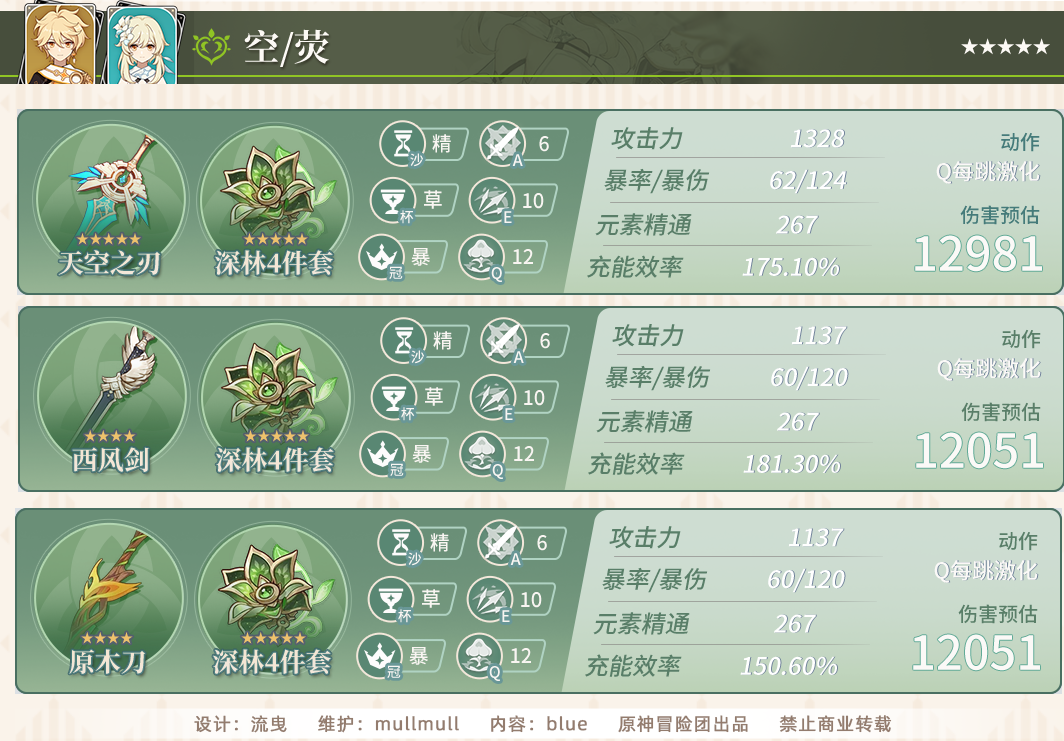 空/荧
★★★★★
精
沙
6
A
攻击力 1328
动作
Q每跳激化
草
杯
10
E
暴率/暴伤 62/124
元素精通 267
伤害预估
12981
★★★★★
天空之刃
★★★★★
深林4件套
暴
冠
12
Q
充能效率 175.10%
精
沙
6
A
攻击力 1137
动作
Q每跳激化
草
杯
10
E
暴率/暴伤 60/120
元素精通 267
伤害预估
12051
★★★★
西风剑
★★★★★
深林4件套
暴
冠
12
Q
充能效率 181.30%
精
沙
6
A
攻击力 1137
动作
Q每跳激化
草
杯
10
E
暴率/暴伤 60/120
元素精通 267
伤害预估
12051
★★★★
原木刀
★★★★★
深林4件套
暴
冠
12
Q
充能效率 150.60%
设计：流曳 维护：mullmull 内容：blue 原神冒险团出品 禁止商业转载